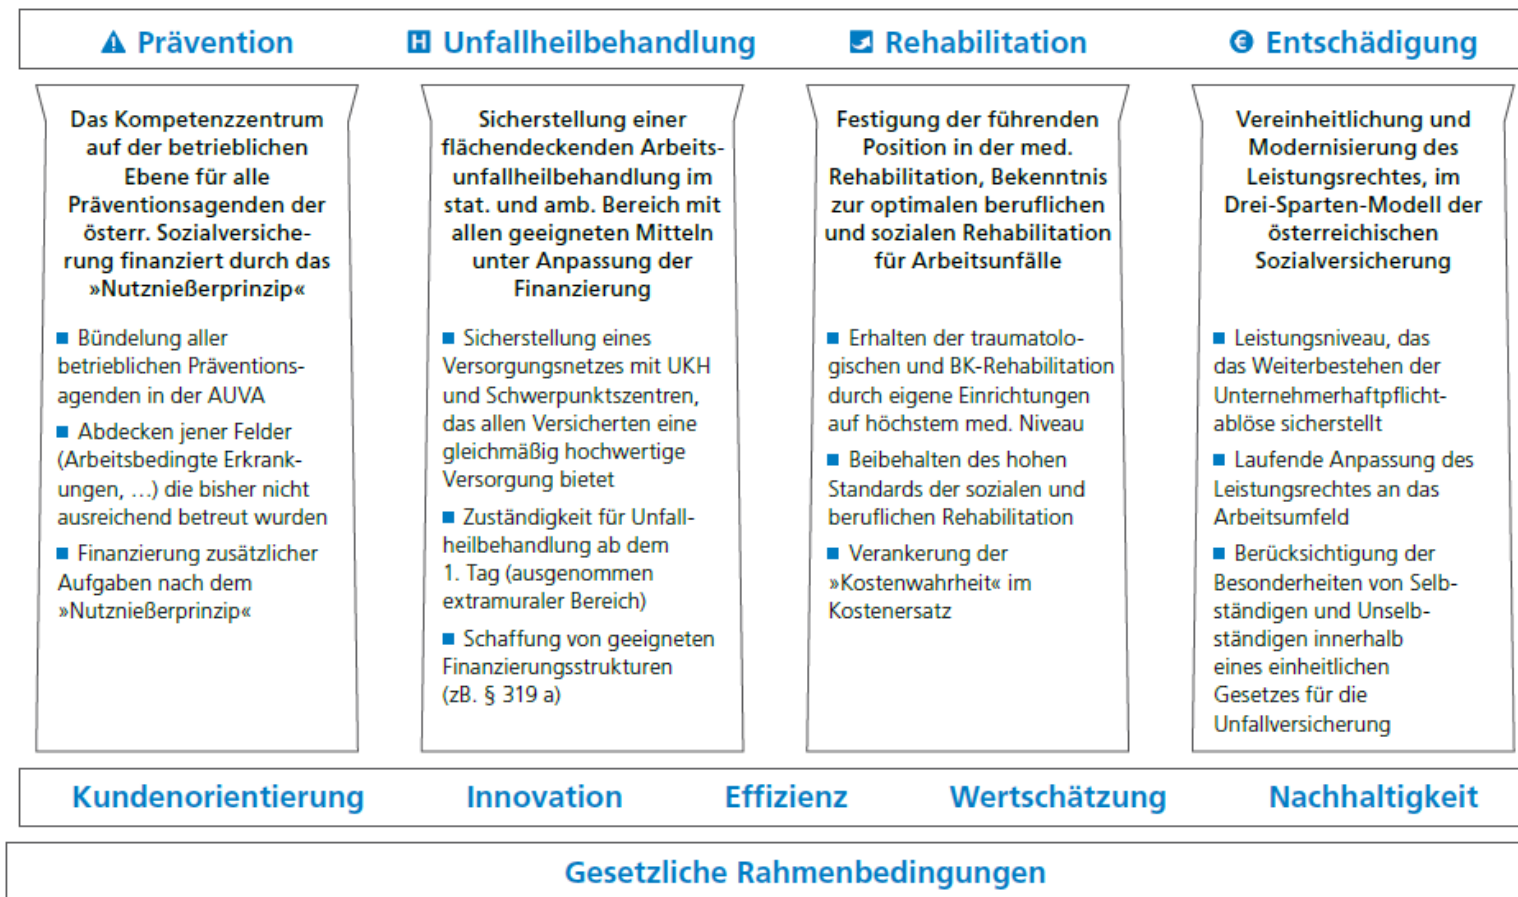 Prävention
Unfallheilbehandlung
Rehabilitation
Entschädigung
Das Kompetenzzentrum
auf der betrieblichen
Ebene für alle
Präventionsagenden der
österr. Sozialversiche-
rung finanziert durch das
»Nutznießerprinzip«
Bündelung aller
betrieblichen Präventions-
agenden in der AUVA
Abdecken jener Felder
(Arbeitsbedingte Erkrank-
ungen, ...) die bisher nicht
ausreichend betreut wurden
Finanzierung zusätzlicher
Aufgaben nach dem
»Nutznießerprinzip«
Sicherstellung einer
flächendeckenden Arbeits-
unfallheilbehandlung im
stat. und amb. Bereich mit
allen geeigneten Mitteln
unter Anpassung der
Finanzierung
Sicherstellung eines
Versorgungsnetzes mit UKH
und Schwerpunktszentren,
das allen Versicherten eine
gleichmäßig hochwertige
Versorgung bietet
Zuständigkeit für Unfall-
heilbehandlung ab dem
1. Tag (ausgenommen
extramuraler Bereich)
Schaffung von geeigneten
Finanzierungsstrukturen
(zB. § 319 a)
Festigung der führenden
Position in der med.
Rehabilitation, Bekenntnis
zur optimalen beruflichen
und sozialen Rehabilitation
für Arbeitsunfälle
Erhalten der traumatolo-
gischen und BK-Rehabilitation
durch eigene Einrichtungen
auf höchstem med. Niveau
Beibehalten des hohen
Standards der sozialen und
beruflichen Rehabilitation
Verankerung der
»Kostenwahrheit« im
Kostenersatz
Vereinheitlichung und
Modernisierung des
Leistungsrechtes, im
Drei-Sparten-Modell der
österreichischen
Sozialversicherung
Leistungsniveau, das
das Weiterbestehen der
Unternehmerhaftpflicht-
ablöse sicherstellt
Laufende Anpassung des
Leistungsrechtes an das
Arbeitsumfeld
Berücksichtigung der
Besonderheiten von Selb-
ständigen und Unselb-
ständigen innerhalb
eines einheitlichen
Gesetzes für die
Unfallversicherung
Kundenorientierung
Innovation
Effizienz
Wertschätzung
Nachhaltigkeit
Gesetzliche Rahmenbedingungen